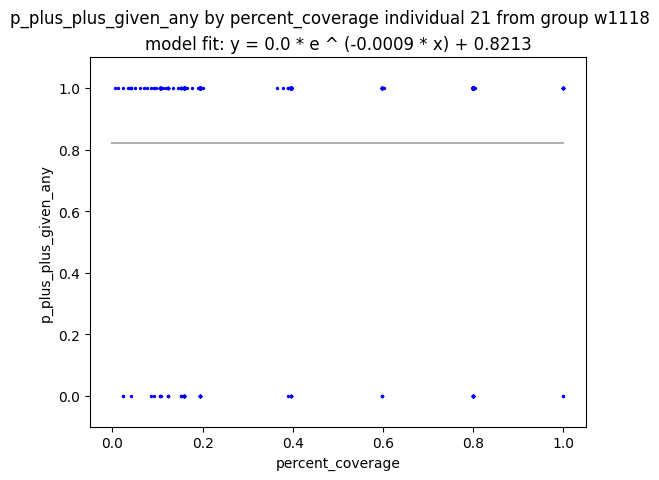 p_plus_plus_given_any by percent_coverage individual 21 from group w1118
model fit: y = 0.0 * e ^ (-0.0009 * x) + 0.8213
1.0
0.8
0.6
0.4
0.2
0.0
p_plus_plus_given_any
0.0 0.2 0.4 0.6 0.8 1.0
percent_coverage